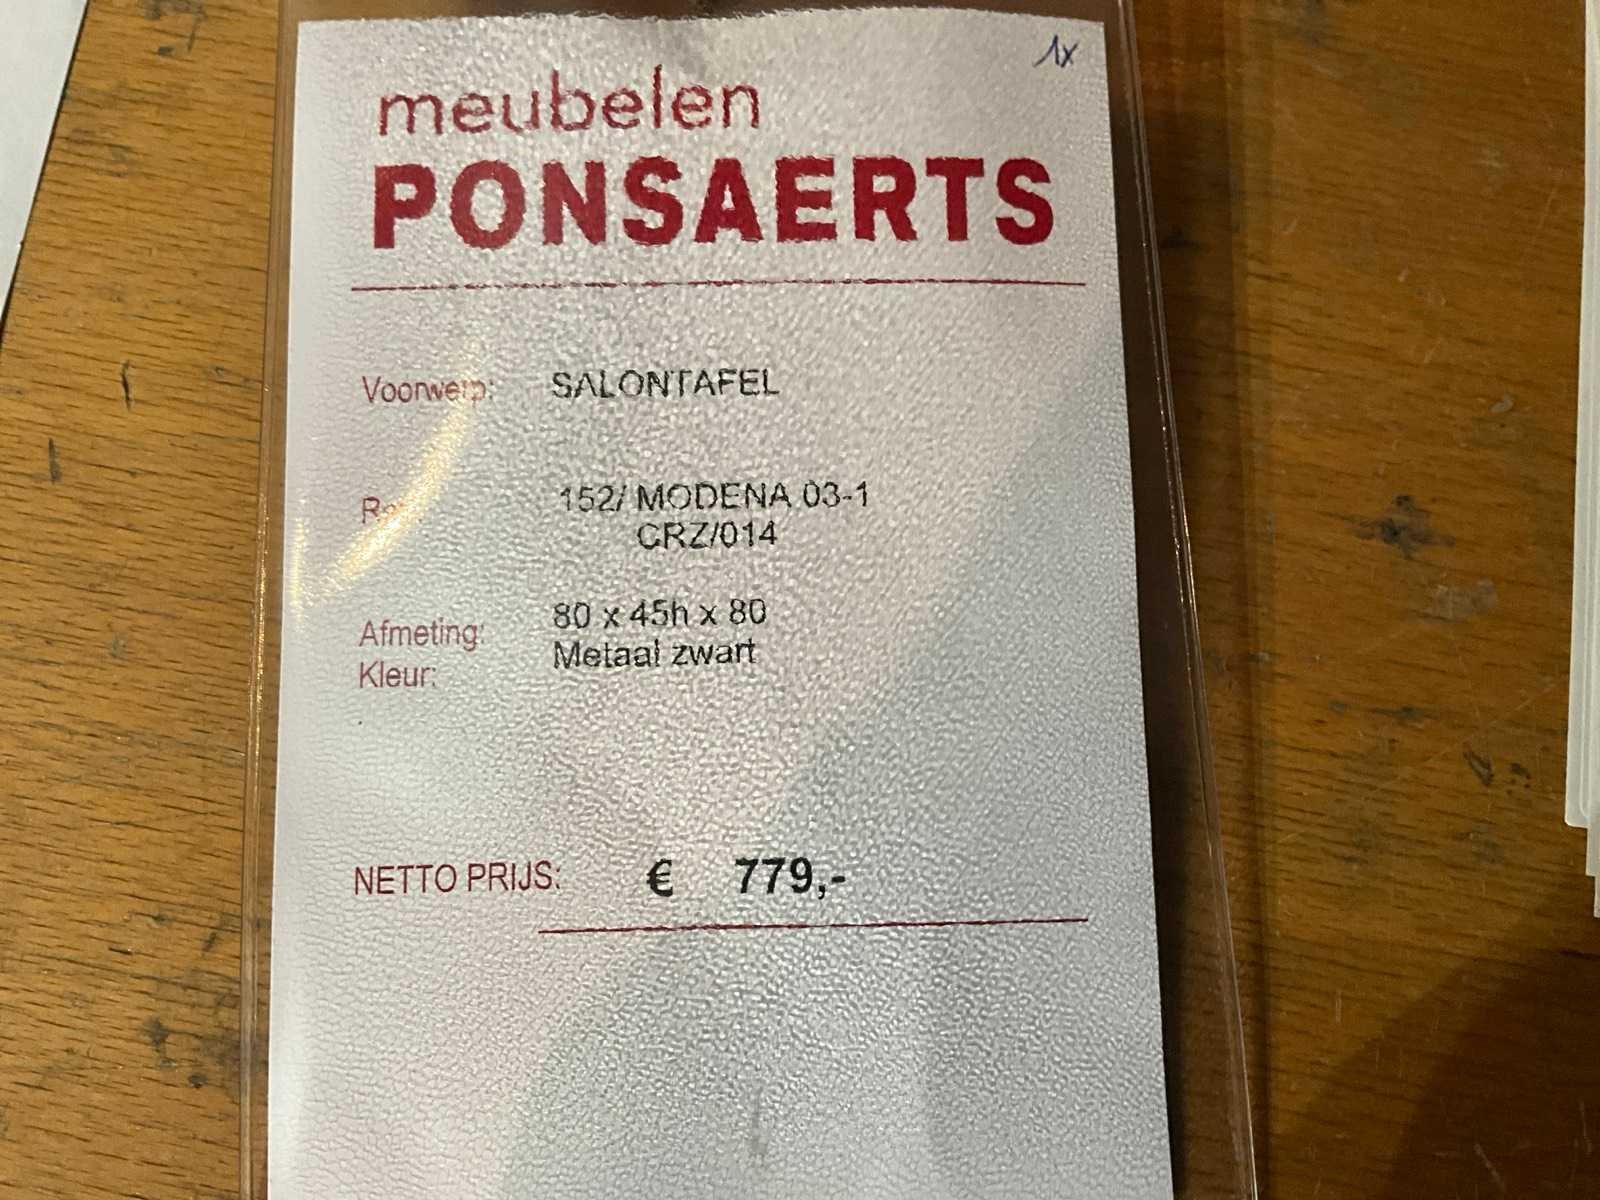 1x
meubelen
PONSAERTS
Voorwerp: SALONTAFEL
152/ MODENA 03-1
CRZ/014
Afmeting: 80 x 45h x 80
Kleur: Metaal zwart
NETTO PRIJS: € 779,-